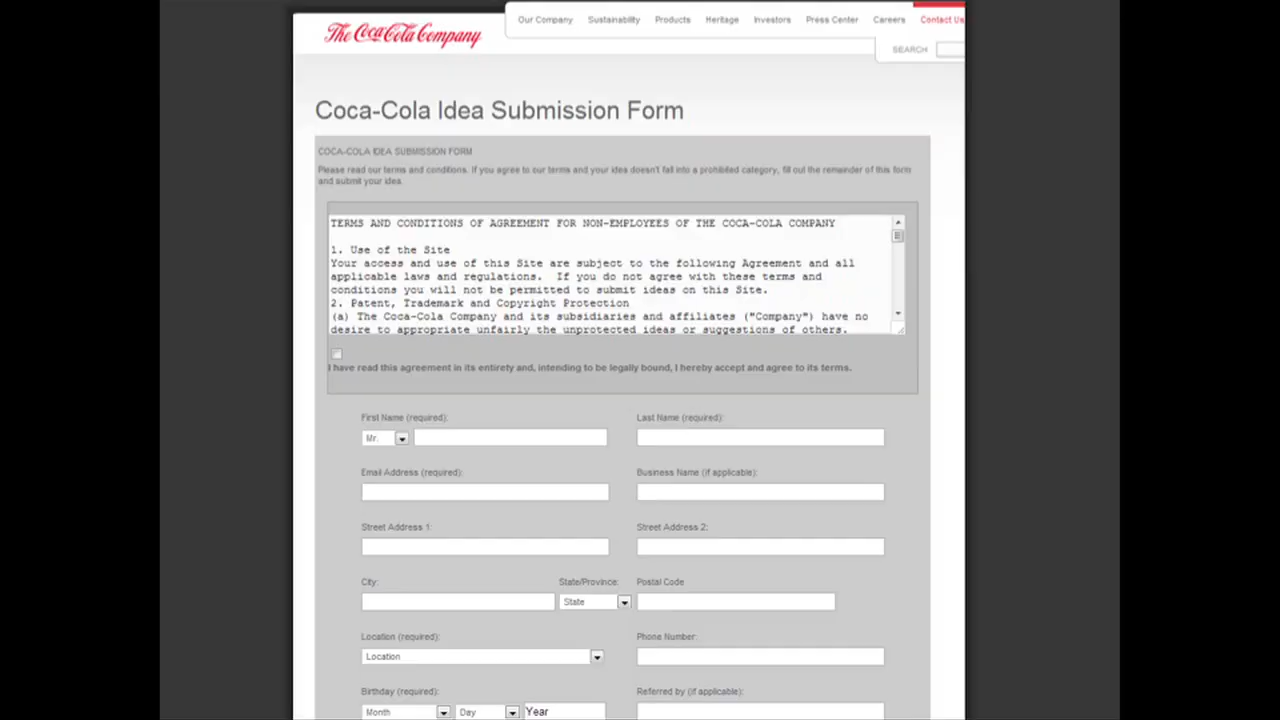 The Coca-Cola Company
Our Company Sustainability Products Heritage Investors Press Center Careers Contact Us
SEARCH
Coca-Cola Idea Submission Form
COCA-COLA IDEA SUBMISSION FORM
Please read our terms and conditions. If you agree to our terms and your idea doesn't fall into a prohibited category, fill out the remainder of this form
and submit your idea.
TERMS AND CONDITIONS OF AGREEMENT FOR NON-EMPLOYEES OF THE COCA-COLA COMPANY
1. Use of the Site
Your access and use of this Site are subject to the following Agreement and all
applicable laws and regulations. If you do not agree with these terms and
conditions you will not be permitted to submit ideas on this Site.
2. Patent, Trademark and Copyright Protection
(a) The Coca-Cola Company and its subsidiaries and affiliates ("Company") have no
desire to appropriate unfairly the unprotected ideas or suggestions of others.
I have read this agreement in its entirety and, intending to be legally bound, I hereby accept and agree to its terms.
First Name (required): Last Name (required):
Mr.
Email Address (required): Business Name (if applicable):
Street Address 1: Street Address 2:
City: State/Province: Postal Code
State
Location (required): Phone Number:
Location
Birthday (required): Referred by (if applicable):
Month Day Year